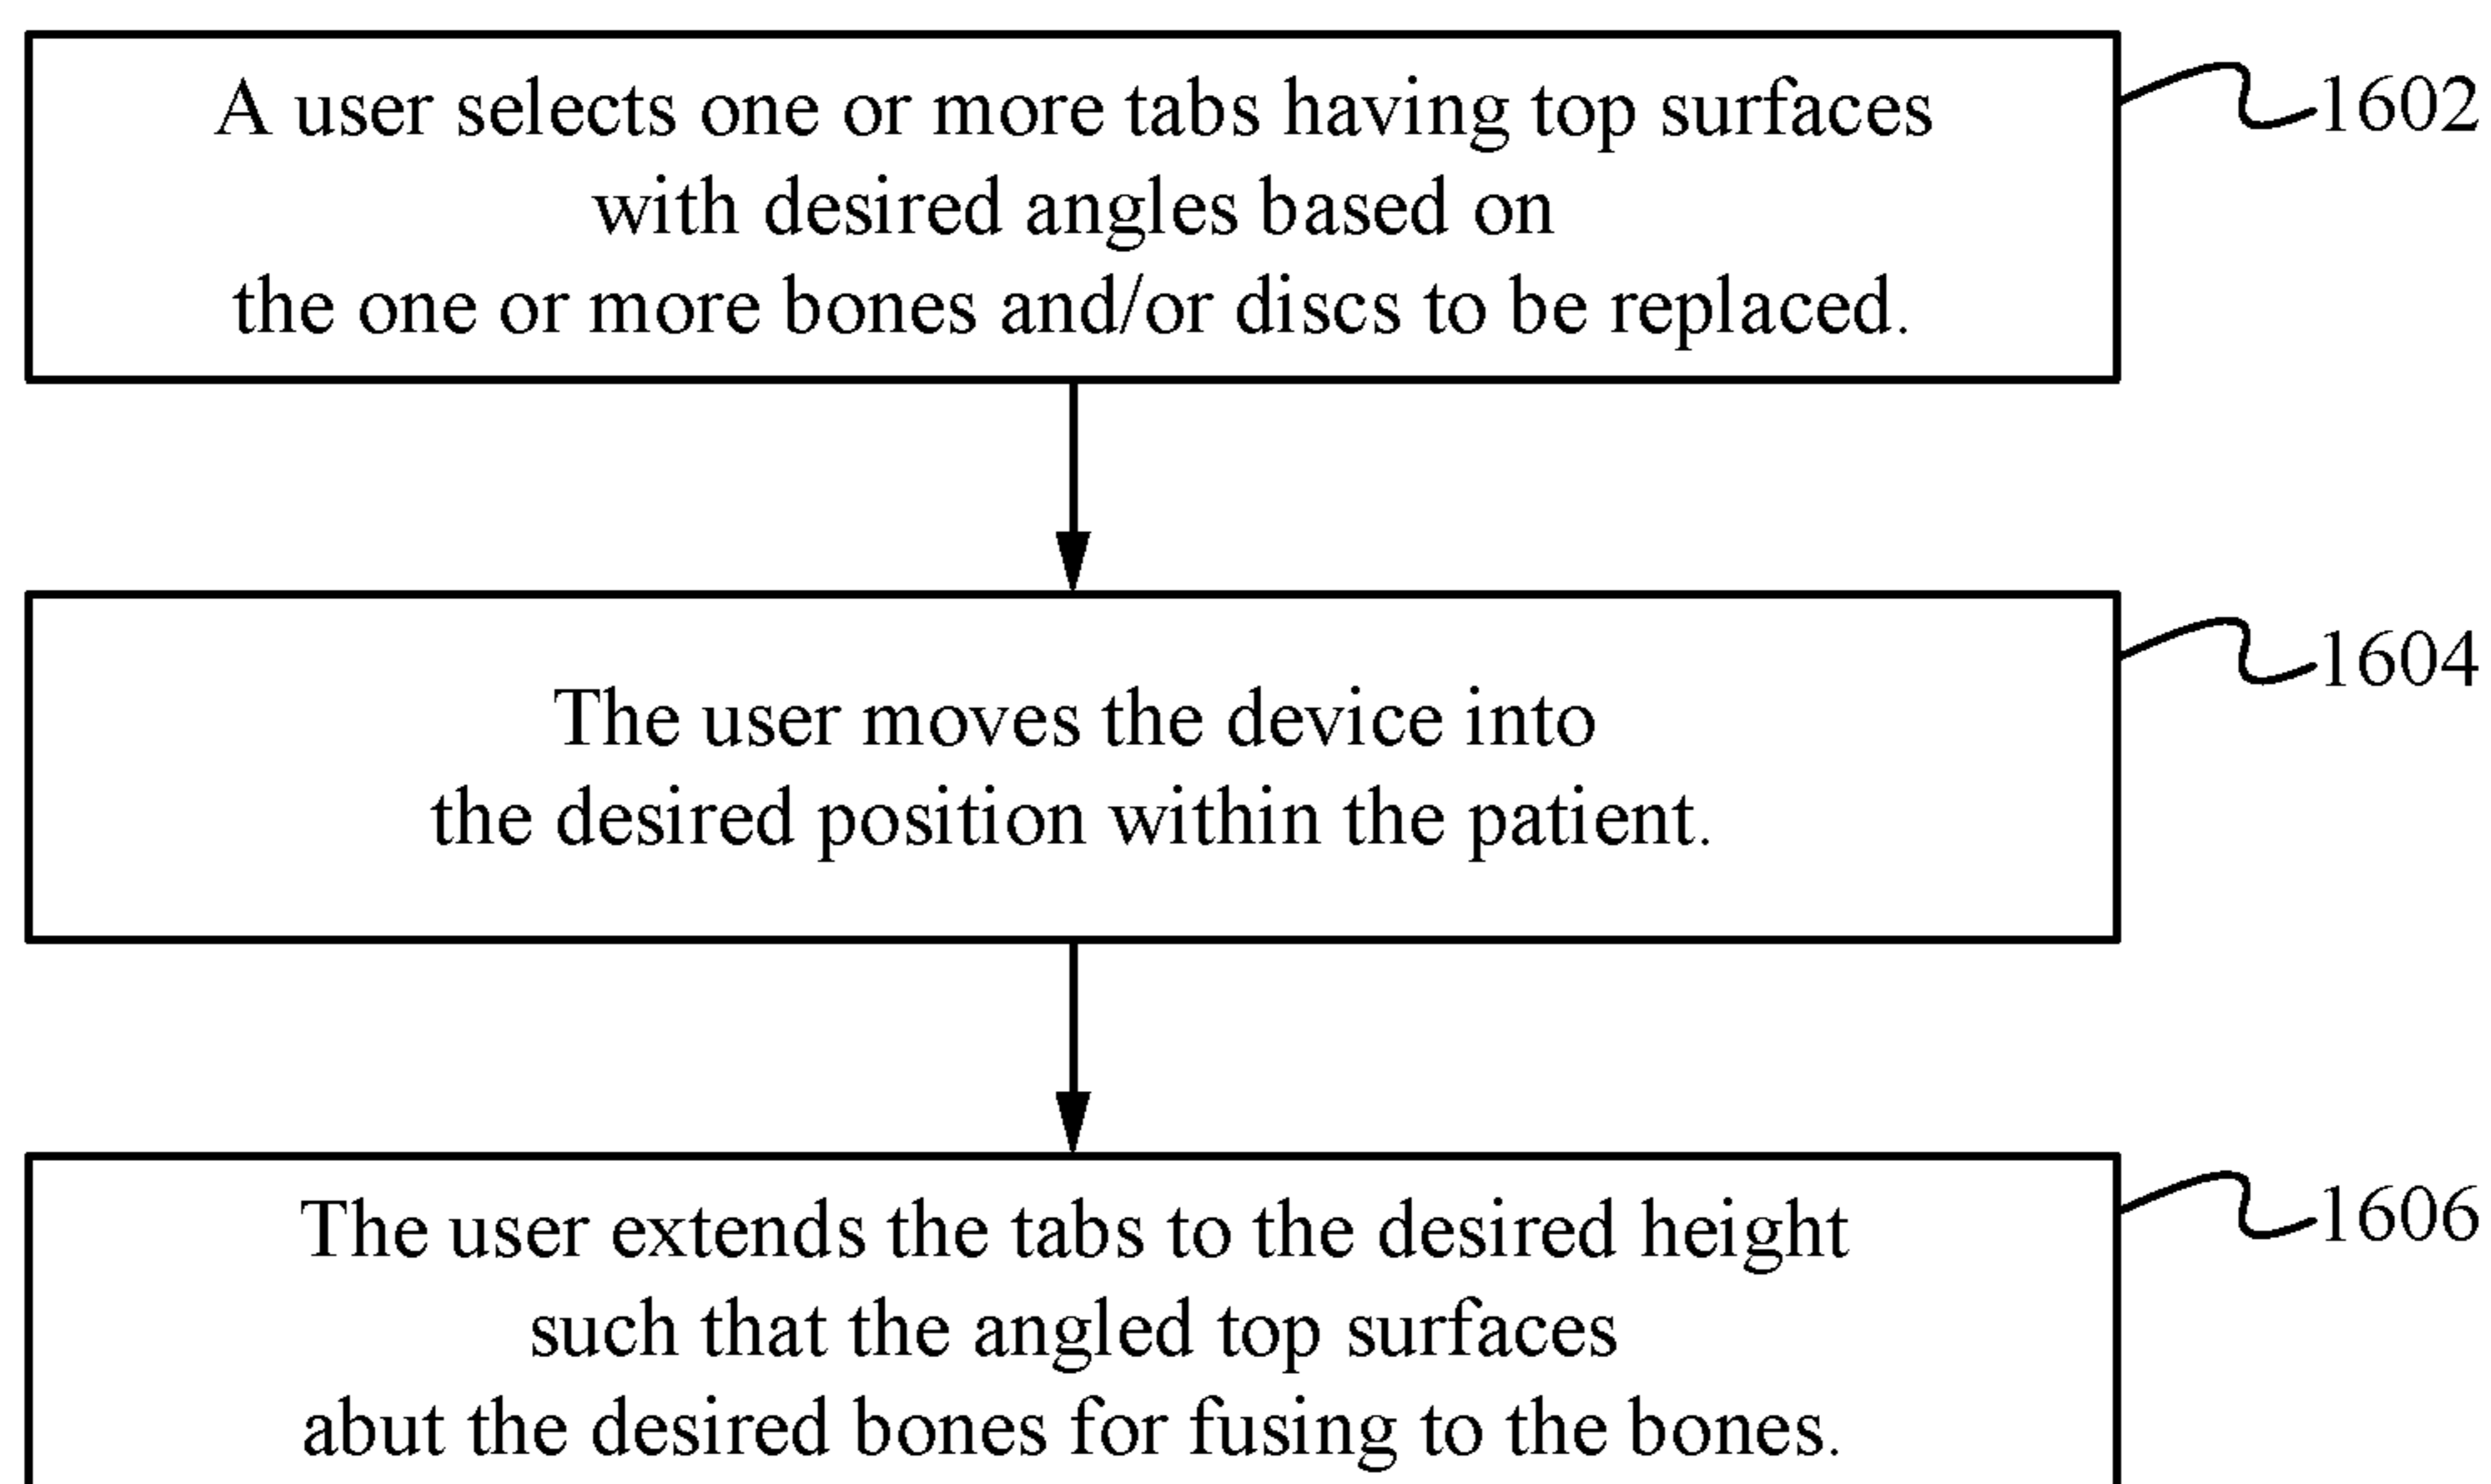 A user selects one or more tabs having top surfaces
with desired angles based on
the one or more bones and/or discs to be replaced.
1602
The user moves the device into
the desired position within the patient.
1604
The user extends the tabs to the desired height
such that the angled top surfaces
abut the desired bones for fusing to the bones.
1606